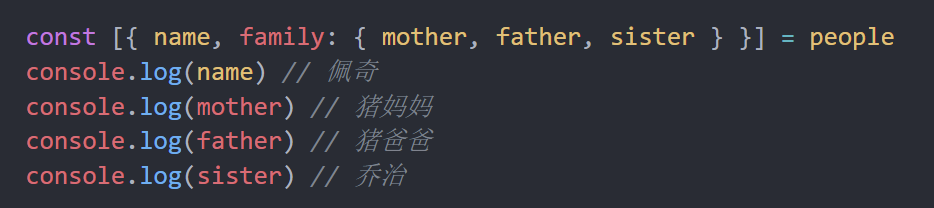 const [{ name, family: { mother, father, sister } }] = people
console.log(name) // 佩奇
console.log(mother) // 猪妈妈
console.log(father) // 猪爸爸
console.log(sister) // 乔治